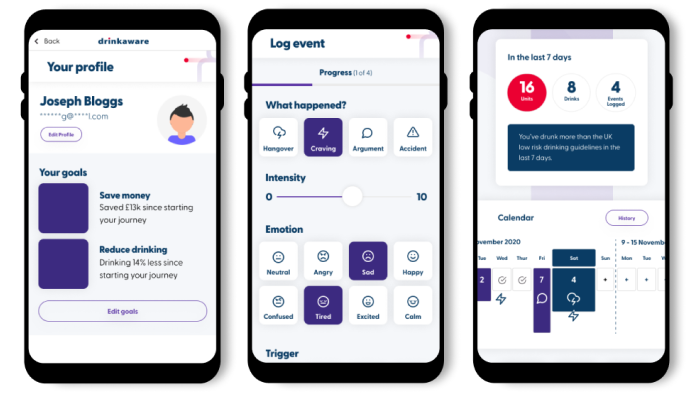 Back
drinkaware
Your profile
Joseph Bloggs
******g@****l.com
Edit Profile
Your goals
Save money
Saved £13k since starting
your journey
Reduce drinking
Drinking 14% less since
starting your journey
Edit goals
Log event
Progress (1 of 4)
What happened?
Hangover Craving Argument Accident
Intensity
0 10
Emotion
Neutral Angry Sad Happy
Confused Tired Excited Calm
Trigger
In the last 7 days
16 8 4
Units Drinks Events
Logged
You've drunk more than the UK
low risk drinking guidelines in the
last 7 days.
Calendar
History
vember 2020 9 - 15 Novemb
Tue Wed Thur Fri Sat Sun Mon Tue W
2 7 4 + + + +